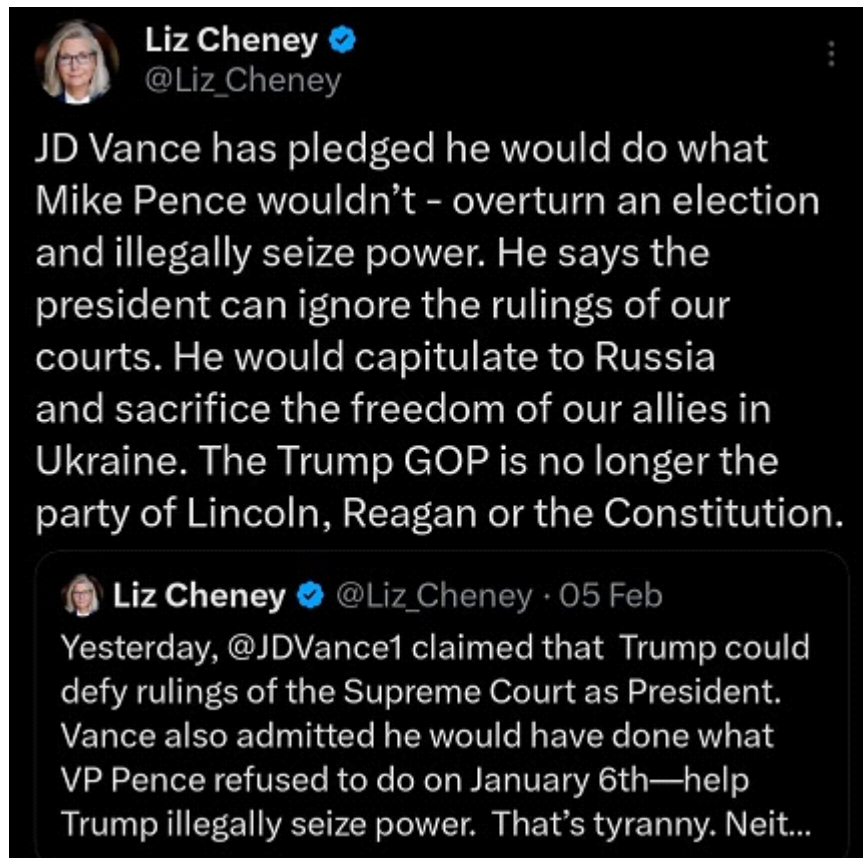 Liz Cheney
@Liz_Cheney
JD Vance has pledged he would do what
Mike Pence wouldn’t - overturn an election
and illegally seize power. He says the
president can ignore the rulings of our
courts. He would capitulate to Russia
and sacrifice the freedom of our allies in
Ukraine. The Trump GOP is no longer the
party of Lincoln, Reagan or the Constitution.
Liz Cheney @Liz_Cheney · 05 Feb
Yesterday, @JDVance1 claimed that Trump could
defy rulings of the Supreme Court as President.
Vance also admitted he would have done what
VP Pence refused to do on January 6th—help
Trump illegally seize power. That’s tyranny. Neit...